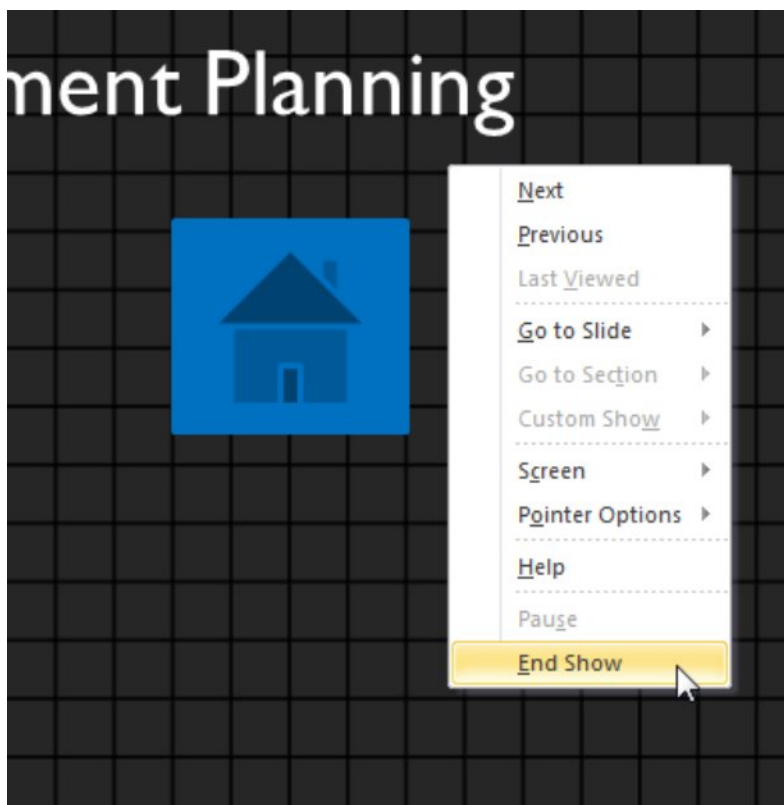 ment Planning
Next
Previous
Last Viewed
Go to Slide
Go to Section
Custom Show
Screen
Pointer Options
Help
Pause
End Show